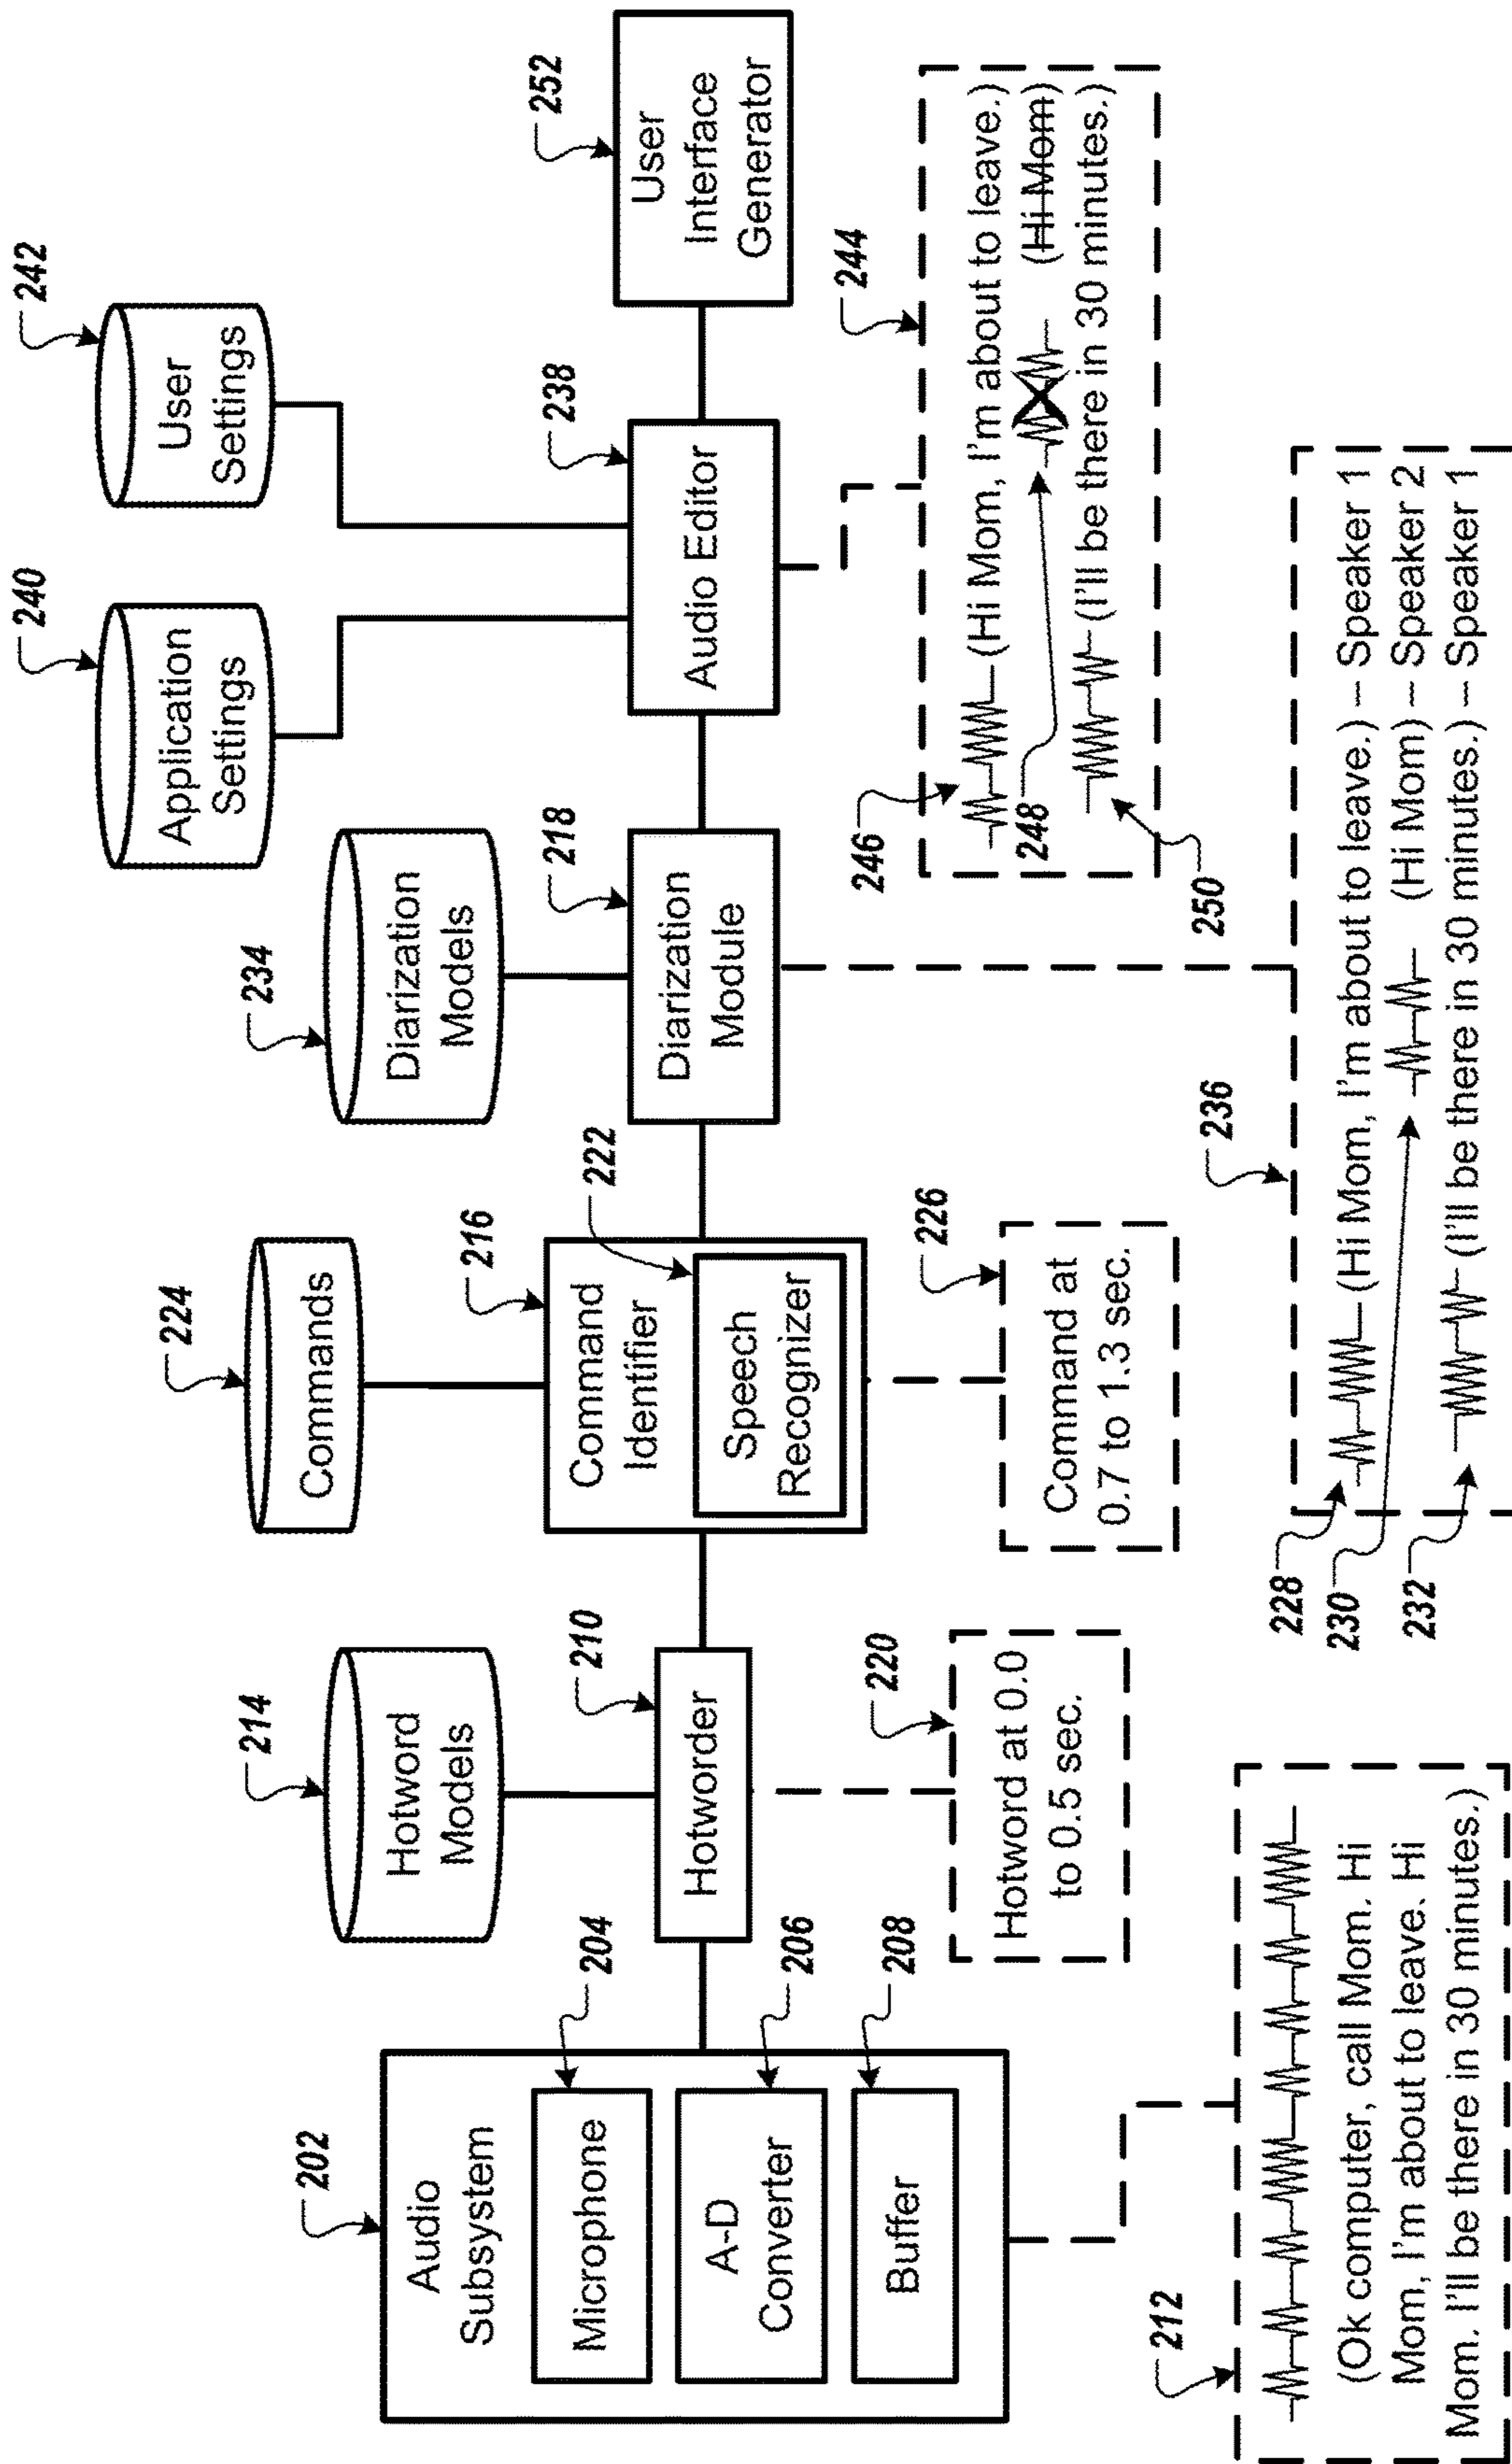 202
Audio
Subsystem
Microphone
204
A-D
Converter
206
Buffer
208
212
(Ok computer, call Mom. Hi
Mom, I'm about to leave. Hi
Mom. I'll be there in 30 minutes.)
214
Hotword
Models
210
Hotworder
220
Hotword at 0.0
to 0.5 sec.
224
Commands
216
Command
Identifier
222
Speech
Recognizer
226
Command at
0.7 to 1.3 sec.
234
Diarization
Models
218
Diarization
Module
236
228
(Hi Mom, I'm about to leave.) -- Speaker 1
230
(Hi Mom) -- Speaker 2
232
(I'll be there in 30 minutes.) -- Speaker 1
240
Application
Settings
242
User
Settings
238
Audio Editor
244
246
(Hi Mom, I'm about to leave.)
248
(Hi Mom)
250
(I'll be there in 30 minutes.)
252
User
Interface
Generator